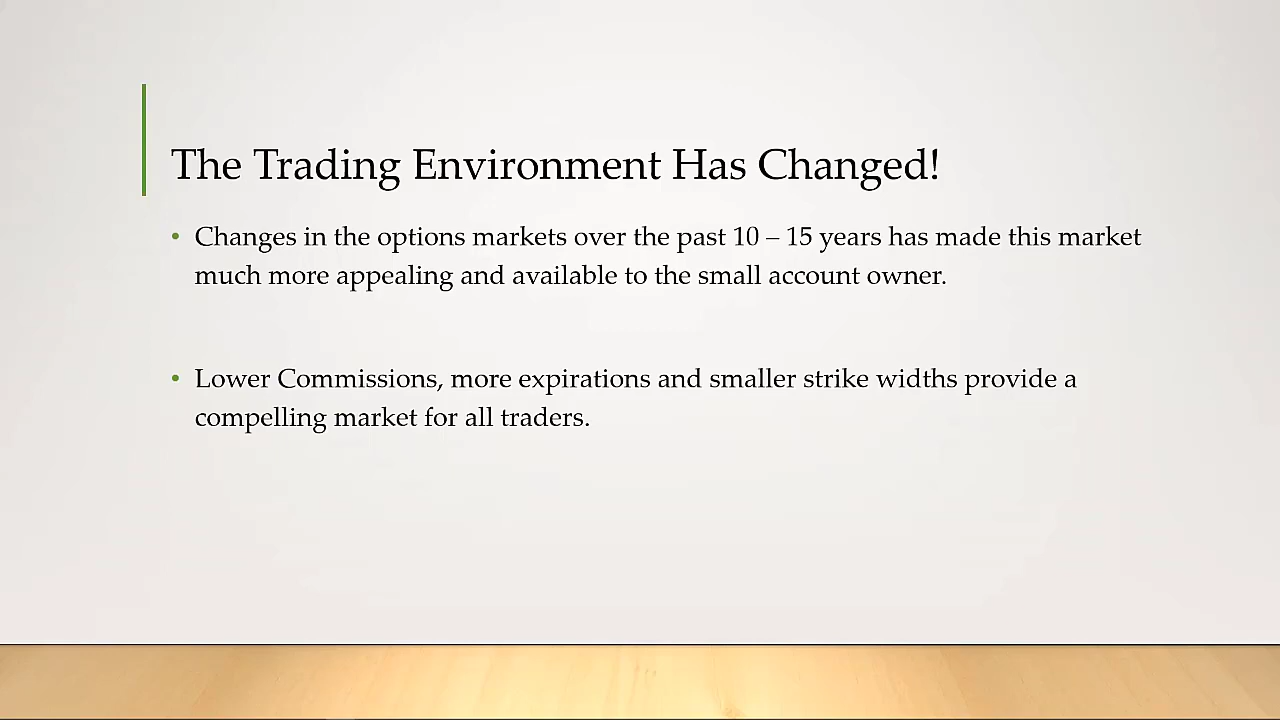 The Trading Environment Has Changed!
• Changes in the options markets over the past 10 – 15 years has made this market
much more appealing and available to the small account owner.
• Lower Commissions, more expirations and smaller strike widths provide a
compelling market for all traders.